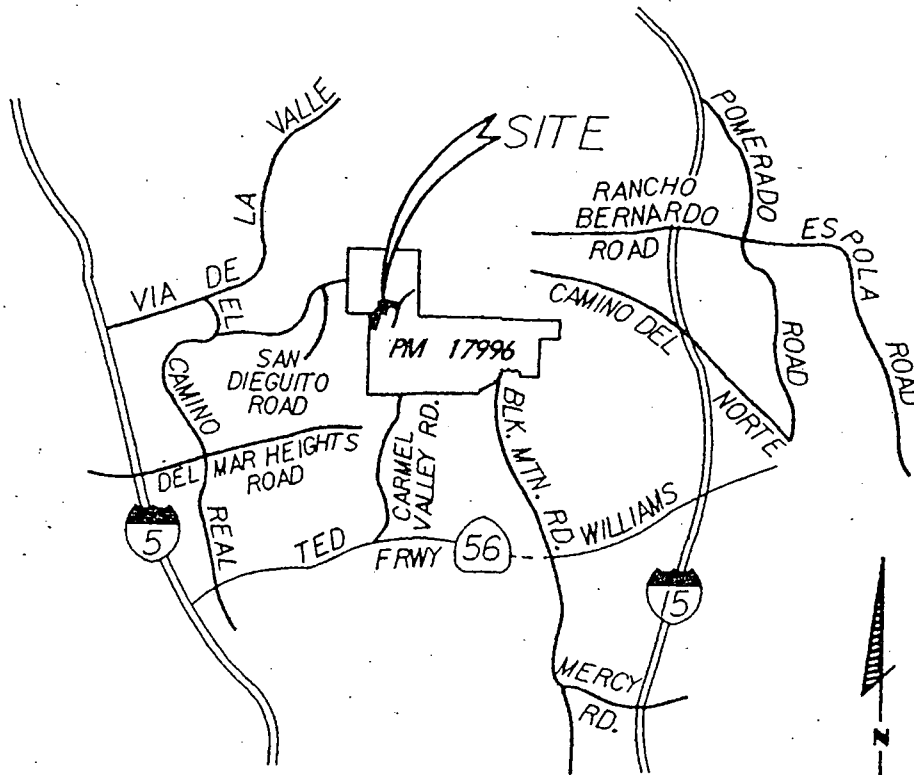 VALLE
LA
VIA DE
SITE
POMERADO
ROAD
RANCHO
BERNARDO
ROAD
ESPOLA
ROAD
EL
CAMINO
REAL
SAN
DIEGUITO
ROAD
PM 17996
CAMINO DEL
NORTE
DEL MAR HEIGHTS
ROAD
CARMEL
VALLEY RD.
BLK. MTN. RD.
TED
WILLIAMS
FRWY
56
5
5
MERCY
RD.
N